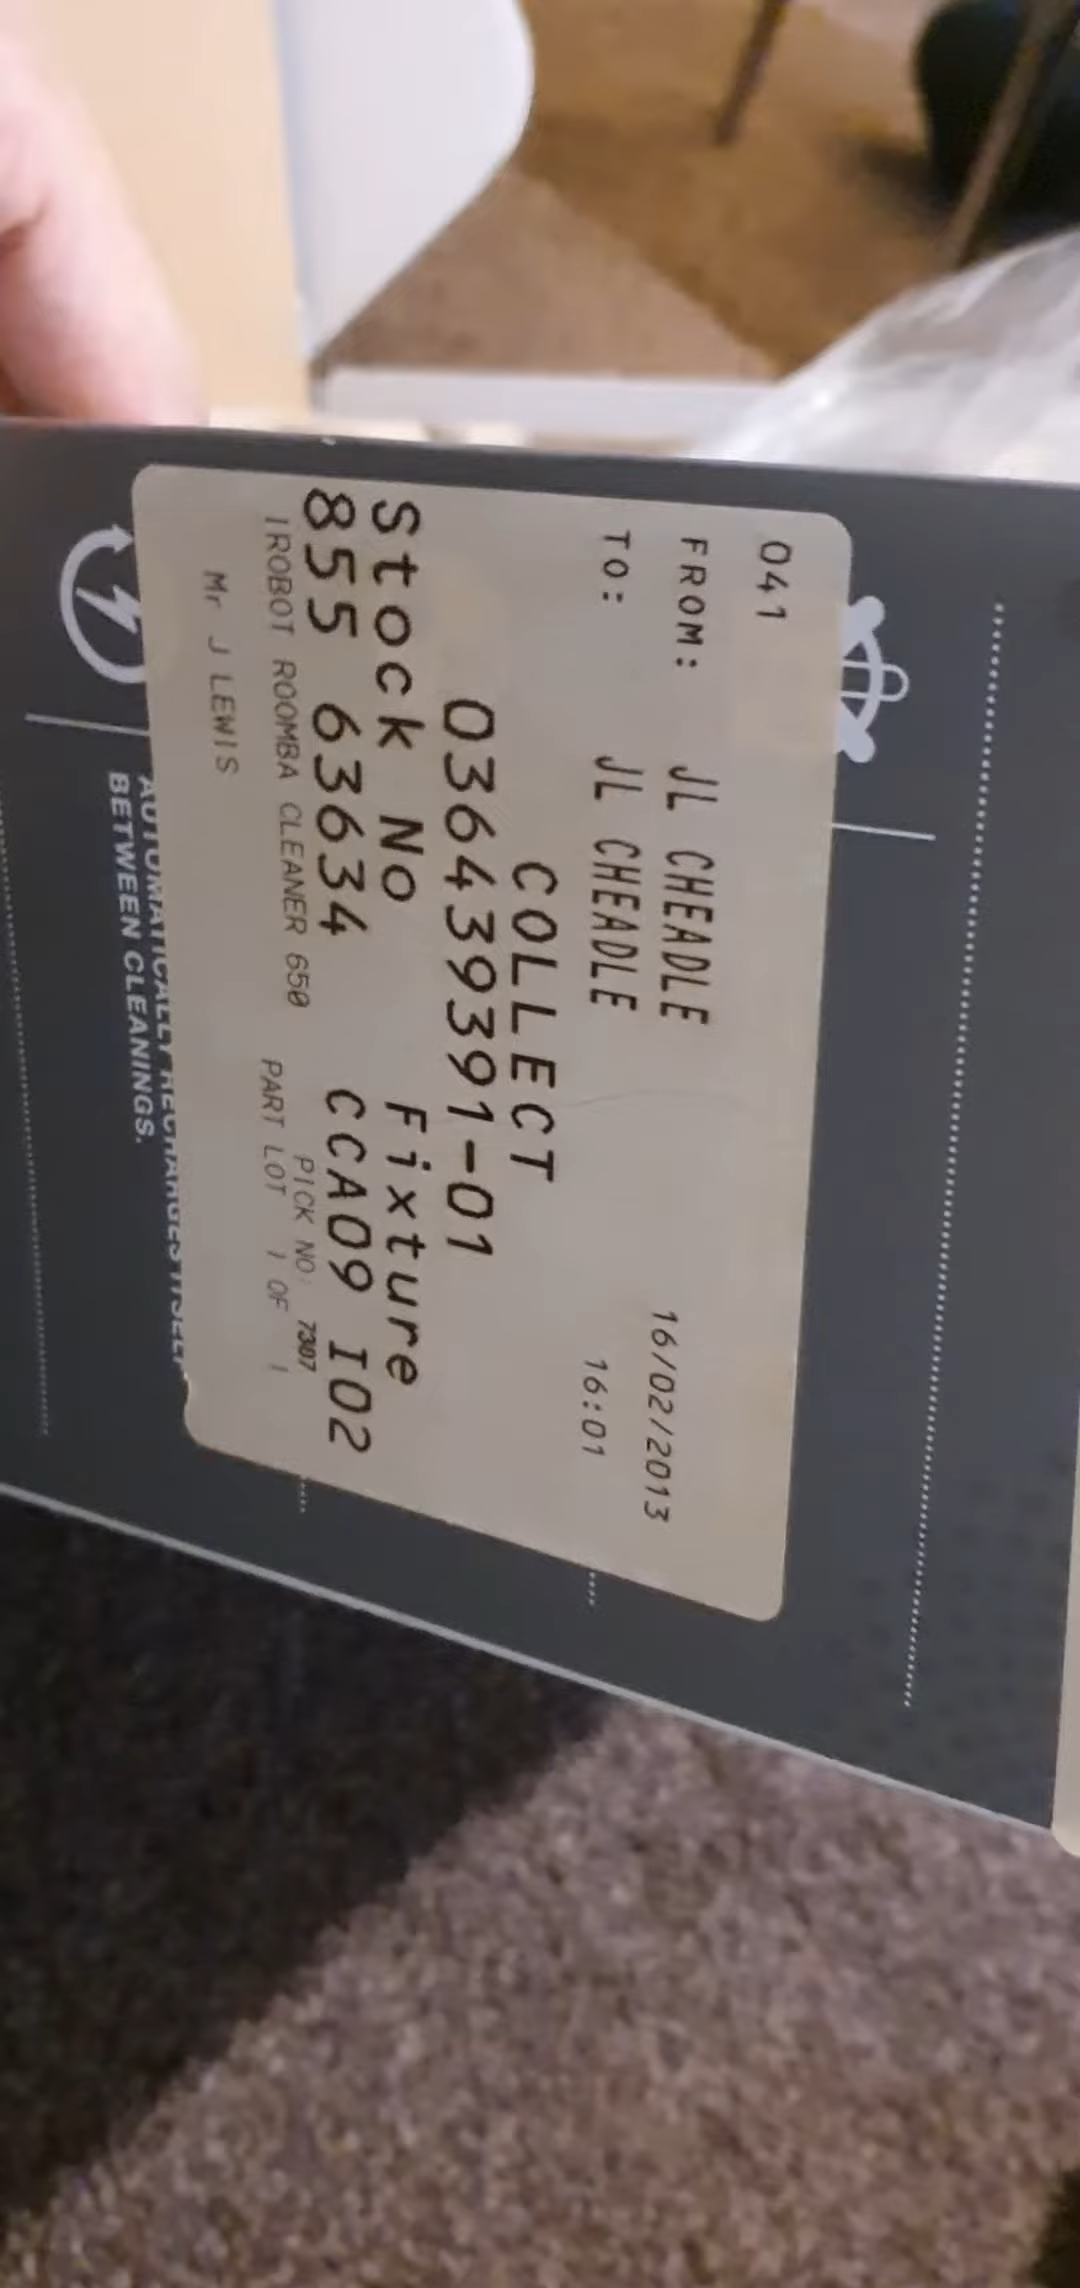 041
FROM: JL CHEADLE 16/02/2013
TO: JL CHEADLE 16:01
COLLECT
036439391-01
Stock No Fixture
855 63634 CCA09 I02
IROBOT ROOMBA CLEANER 650 PICK NO: 7307
PART LOT 1 OF 1
Mr J LEWIS
AUTOMATICALLY RECHARGES ITSELF
BETWEEN CLEANINGS.